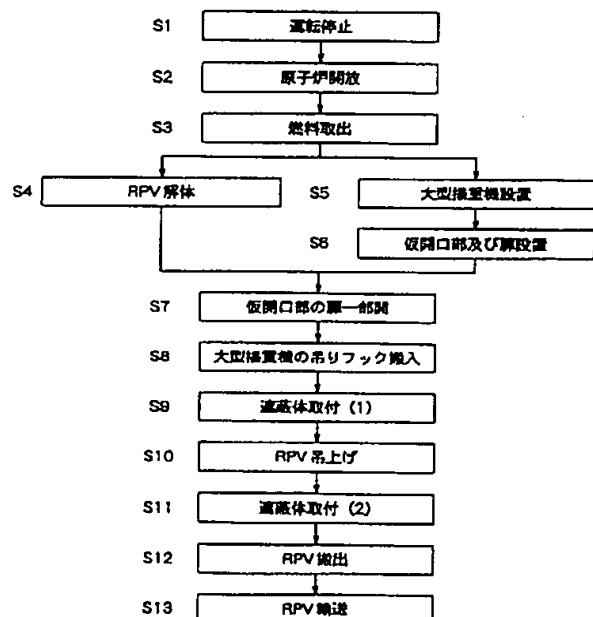 S1 運転停止
S2 原子炉開放
S3 燃料取出
S4 RPV 解体
S5 大型揚重機設置
S6 仮開口部及び扉設置
S7 仮開口部の扉一部開
S8 大型揚重機の吊りフック搬入
S9 遮蔽体取付 (1)
S10 RPV 吊上げ
S11 遮蔽体取付 (2)
S12 RPV 搬出
S13 RPV 輸送